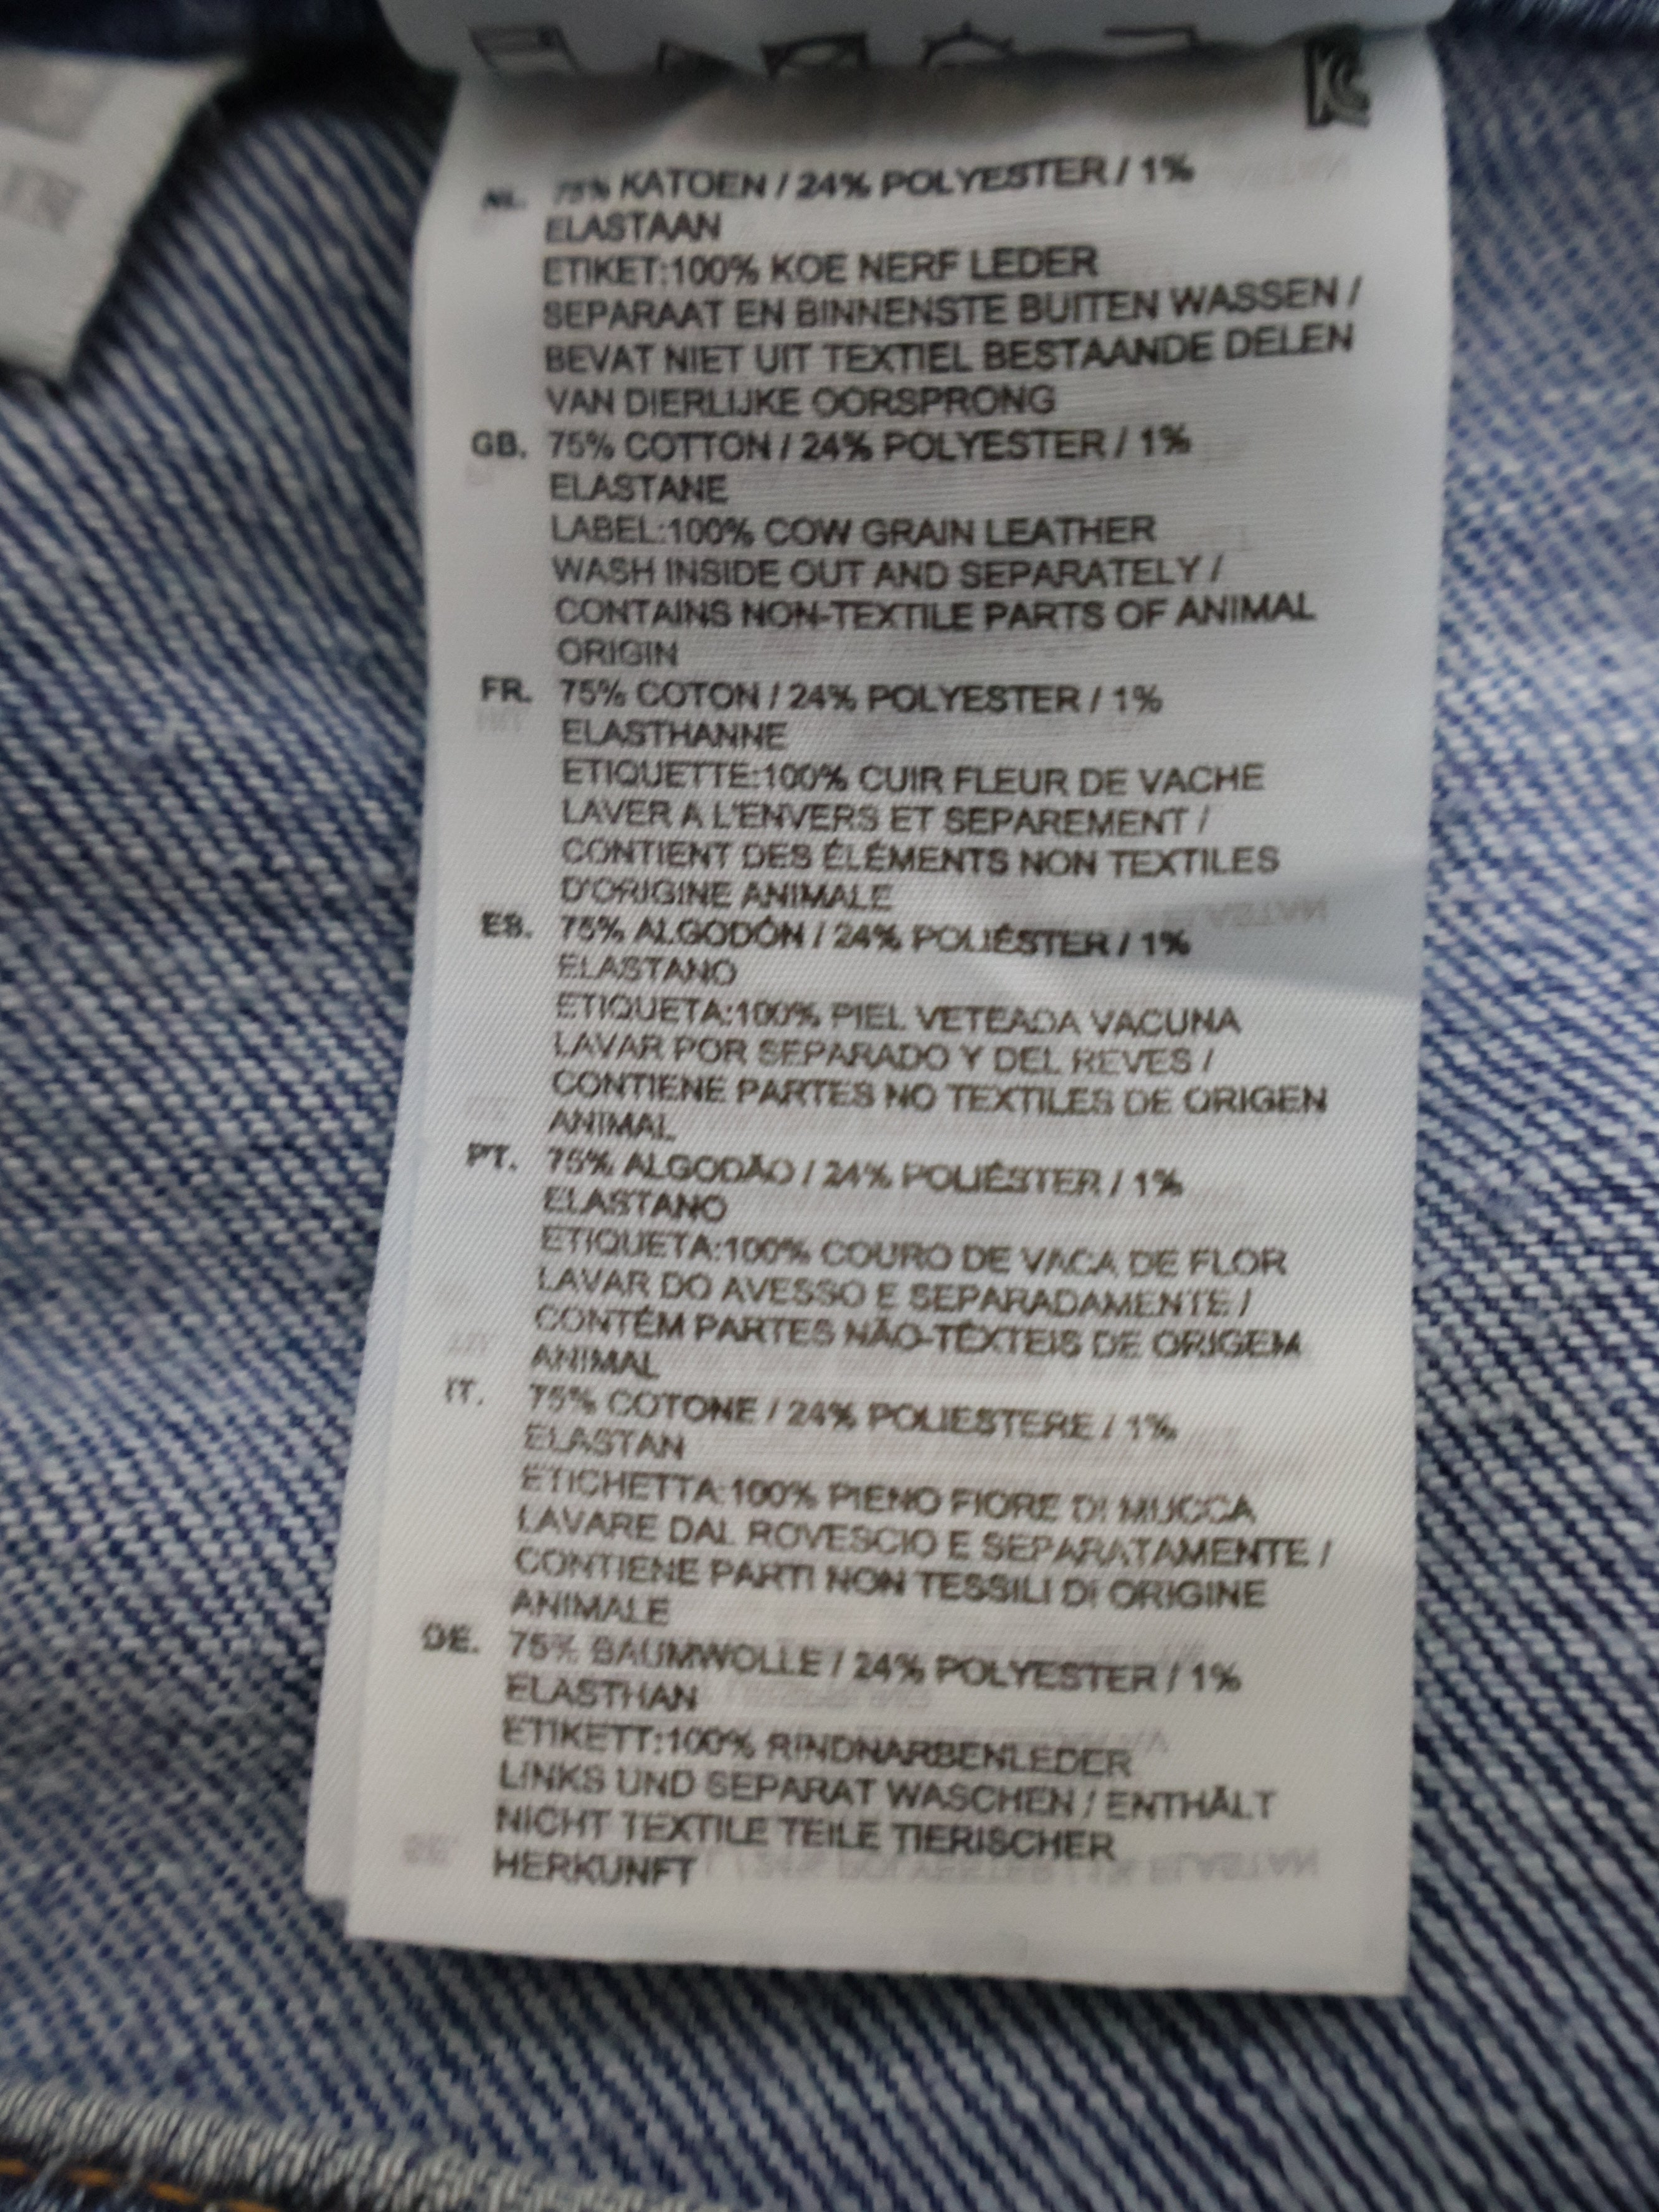 NL. 75% KATOEN / 24% POLYESTER / 1%
ELASTAAN
ETIKET:100% KOE NERF LEDER
SEPARAAT EN BINNENSTE BUITEN WASSEN /
BEVAT NIET UIT TEXTIEL BESTAANDE DELEN
VAN DIERLIJKE OORSPRONG
GB. 75% COTTON / 24% POLYESTER / 1%
ELASTANE
LABEL:100% COW GRAIN LEATHER
WASH INSIDE OUT AND SEPARATELY /
CONTAINS NON-TEXTILE PARTS OF ANIMAL
ORIGIN
FR. 75% COTON / 24% POLYESTER / 1%
ELASTHANNE
ETIQUETTE:100% CUIR FLEUR DE VACHE
LAVER A L'ENVERS ET SEPAREMENT /
CONTIENT DES ÉLÉMENTS NON TEXTILES
D'ORIGINE ANIMALE
ES. 75% ALGODÓN / 24% POLIÉSTER / 1%
ELASTANO
ETIQUETA:100% PIEL VETEADA VACUNA
LAVAR POR SEPARADO Y DEL REVES /
CONTIENE PARTES NO TEXTILES DE ORIGEN
ANIMAL
PT. 75% ALGODÃO / 24% POLIÉSTER / 1%
ELASTANO
ETIQUETA:100% COURO DE VACA DE FLOR
LAVAR DO AVESSO E SEPARADAMENTE /
CONTÉM PARTES NÃO-TÊXTEIS DE ORIGEM
ANIMAL
IT. 75% COTONE / 24% POLIESTERE / 1%
ELASTAN
ETICHETTA:100% PIENO FIORE DI MUCCA
LAVARE DAL ROVESCIO E SEPARATAMENTE /
CONTIENE PARTI NON TESSILI DI ORIGINE
ANIMALE
DE. 75% BAUMWOLLE / 24% POLYESTER / 1%
ELASTHAN
ETIKETT:100% RINDNARBENLEDER
LINKS UND SEPARAT WASCHEN / ENTHÄLT
NICHT TEXTILE TEILE TIERISCHER
HERKUNFT